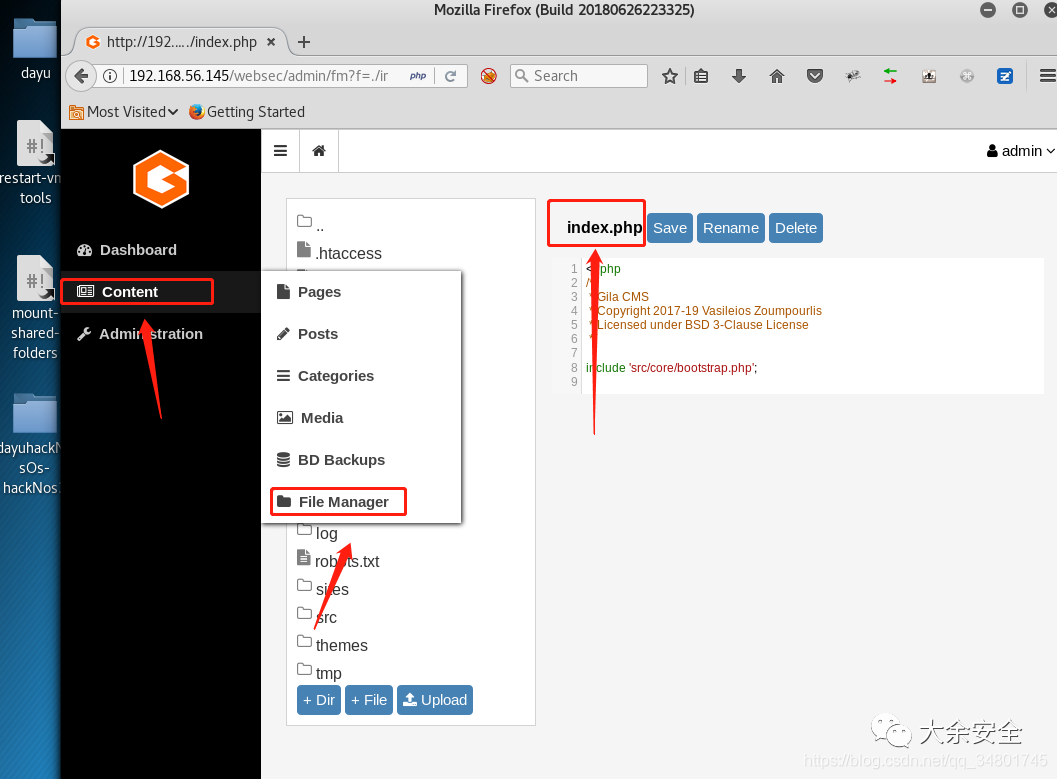 Mozilla Firefox (Build 20180626223325)
dayu
restart-vm
tools
mount-
shared-
folders
dayuhackN
sOs-
hackNos
http://192…../index.php
192.168.56.145/websec/admin/fm?f=./ir
php
Search
Most Visited
Getting Started
admin
Dashboard
Content
Administration
Pages
Posts
Categories
Media
BD Backups
File Manager
..
.htaccess
log
robots.txt
sites
src
themes
tmp
+ Dir
+ File
Upload
index.php
Save
Rename
Delete
1 <?php
2 /*
3 * Gila CMS
4 * Copyright 2017-19 Vasileios Zoumpourlis
5 * Licensed under BSD 3-Clause License
6 *
7
8 include 'src/core/bootstrap.php';
9
大余安全
https://blog.csdn.net/qq_34801745